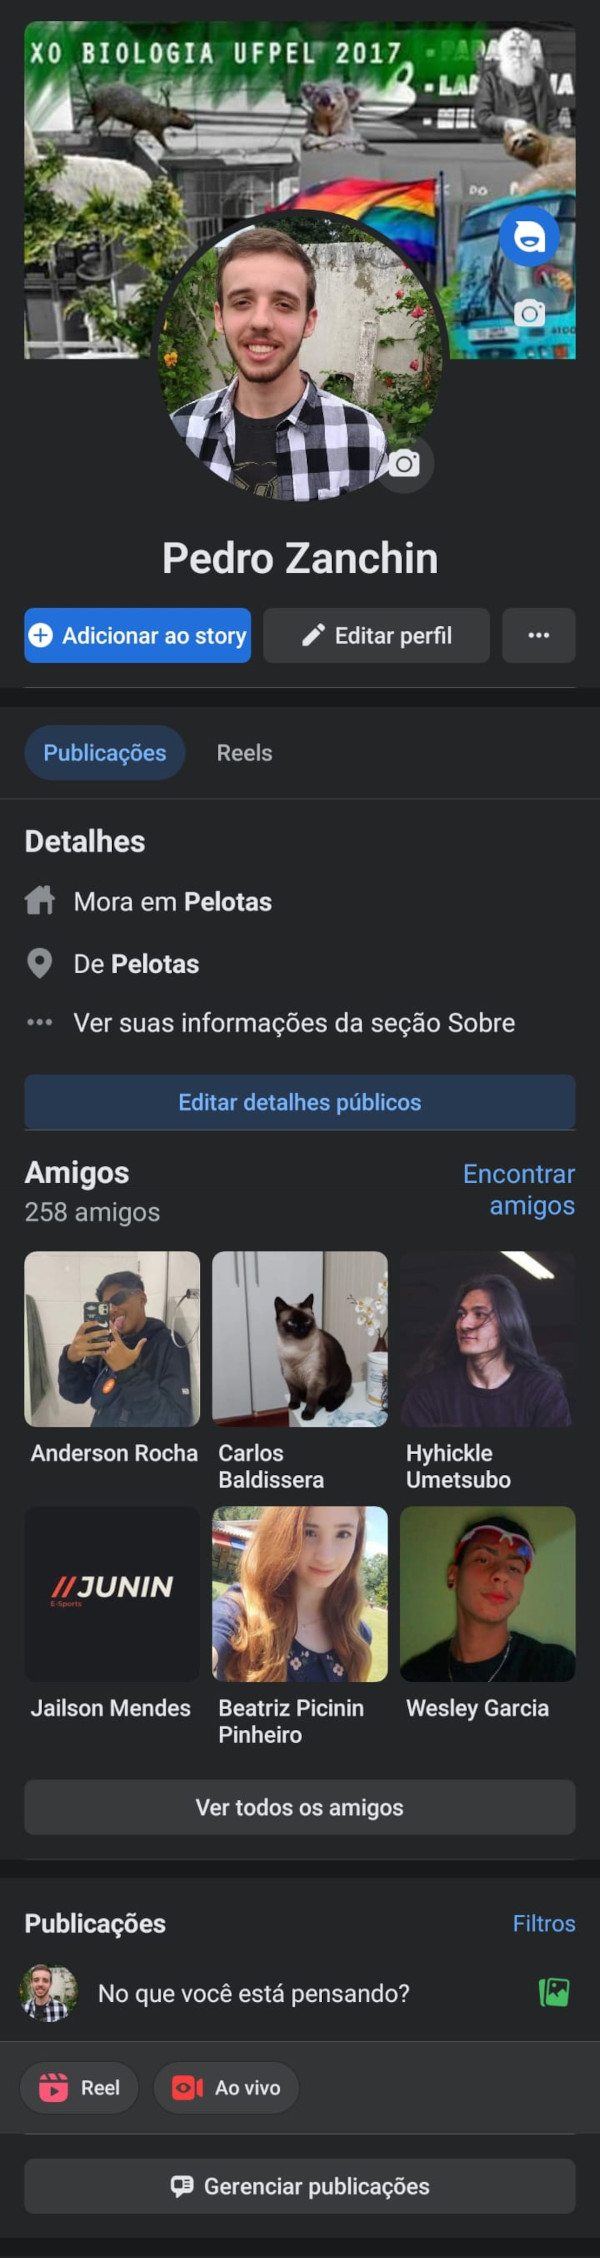 XO BIOLOGIA UFPEL 2017
Pedro Zanchin
Adicionar ao story
Editar perfil
Publicações
Reels
Detalhes
Mora em Pelotas
De Pelotas
Ver suas informações da seção Sobre
Editar detalhes públicos
Amigos
Encontrar
amigos
258 amigos
Anderson Rocha
Carlos
Baldissera
Hyhickle
Umetsubo
//JUNIN
E-Sports
Jailson Mendes
Beatriz Picinin
Pinheiro
Wesley Garcia
Ver todos os amigos
Publicações
Filtros
No que você está pensando?
Reel
Ao vivo
Gerenciar publicações